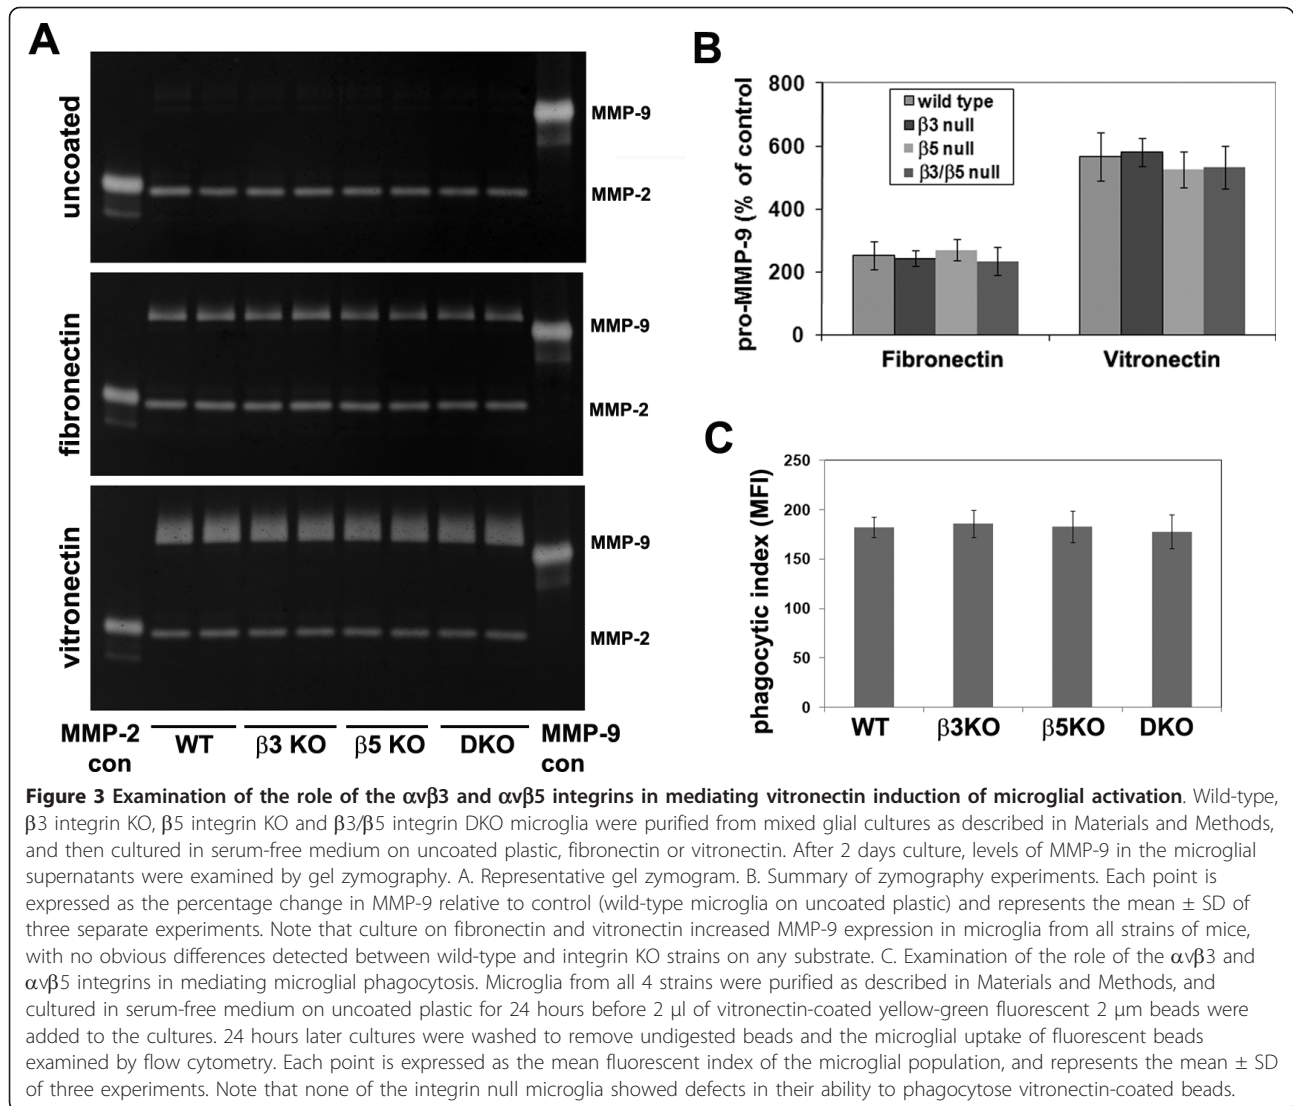 A
uncoated
MMP-9
MMP-2
fibronectin
MMP-9
MMP-2
vitronectin
MMP-9
MMP-2
MMP-2 con
WT
β3 KO
β5 KO
DKO
MMP-9 con
B
pro-MMP-9 (% of control)
800
600
400
200
0
wild type
β3 null
β5 null
β3/β5 null
Fibronectin
Vitronectin
C
phagocytic index (MFI)
250
200
150
100
50
0
WT
β3KO
β5KO
DKO
Figure 3 Examination of the role of the αvβ3 and αvβ5 integrins in mediating vitronectin induction of microglial activation. Wild-type,
β3 integrin KO, β5 integrin KO and β3/β5 integrin DKO microglia were purified from mixed glial cultures as described in Materials and Methods,
and then cultured in serum-free medium on uncoated plastic, fibronectin or vitronectin. After 2 days culture, levels of MMP-9 in the microglial
supernatants were examined by gel zymography. A. Representative gel zymogram. B. Summary of zymography experiments. Each point is
expressed as the percentage change in MMP-9 relative to control (wild-type microglia on uncoated plastic) and represents the mean ± SD of
three separate experiments. Note that culture on fibronectin and vitronectin increased MMP-9 expression in microglia from all strains of mice,
with no obvious differences detected between wild-type and integrin KO strains on any substrate. C. Examination of the role of the αvβ3 and
αvβ5 integrins in mediating microglial phagocytosis. Microglia from all 4 strains were purified as described in Materials and Methods, and
cultured in serum-free medium on uncoated plastic for 24 hours before 2 μl of vitronectin-coated yellow-green fluorescent 2 μm beads were
added to the cultures. 24 hours later cultures were washed to remove undigested beads and the microglial uptake of fluorescent beads
examined by flow cytometry. Each point is expressed as the mean fluorescent index of the microglial population, and represents the mean ± SD
of three experiments. Note that none of the integrin null microglia showed defects in their ability to phagocytose vitronectin-coated beads.